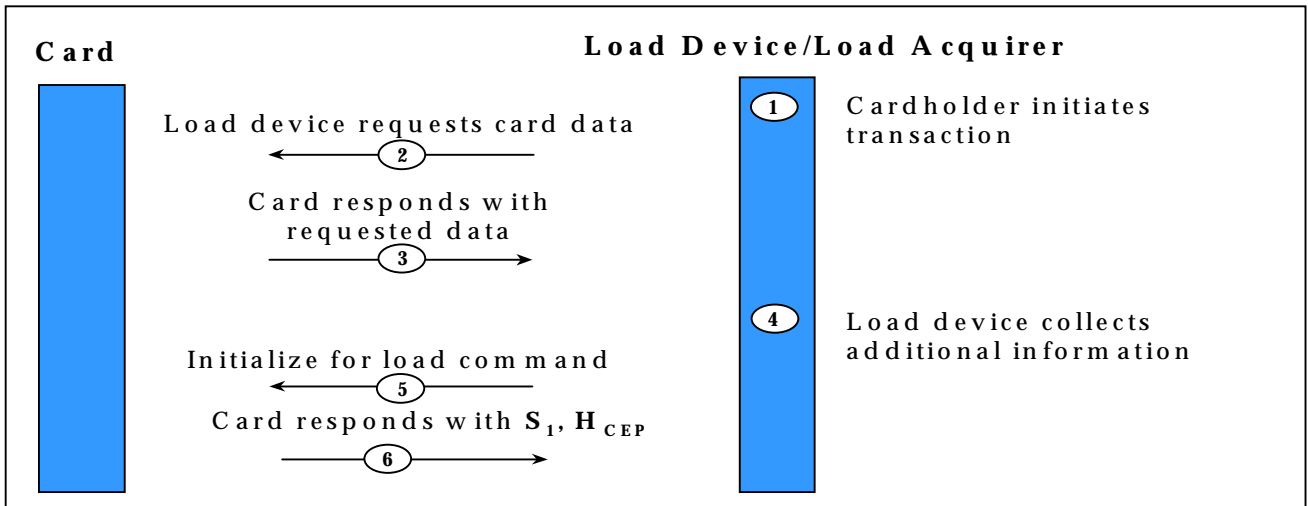 Card
Load Device/Load Acquirer
1
Cardholder initiates
transaction
Load device requests card data
2
Card responds with
requested data
3
4
Load device collects
additional information
Initialize for load command
5
Card responds with S1, HCEP
6